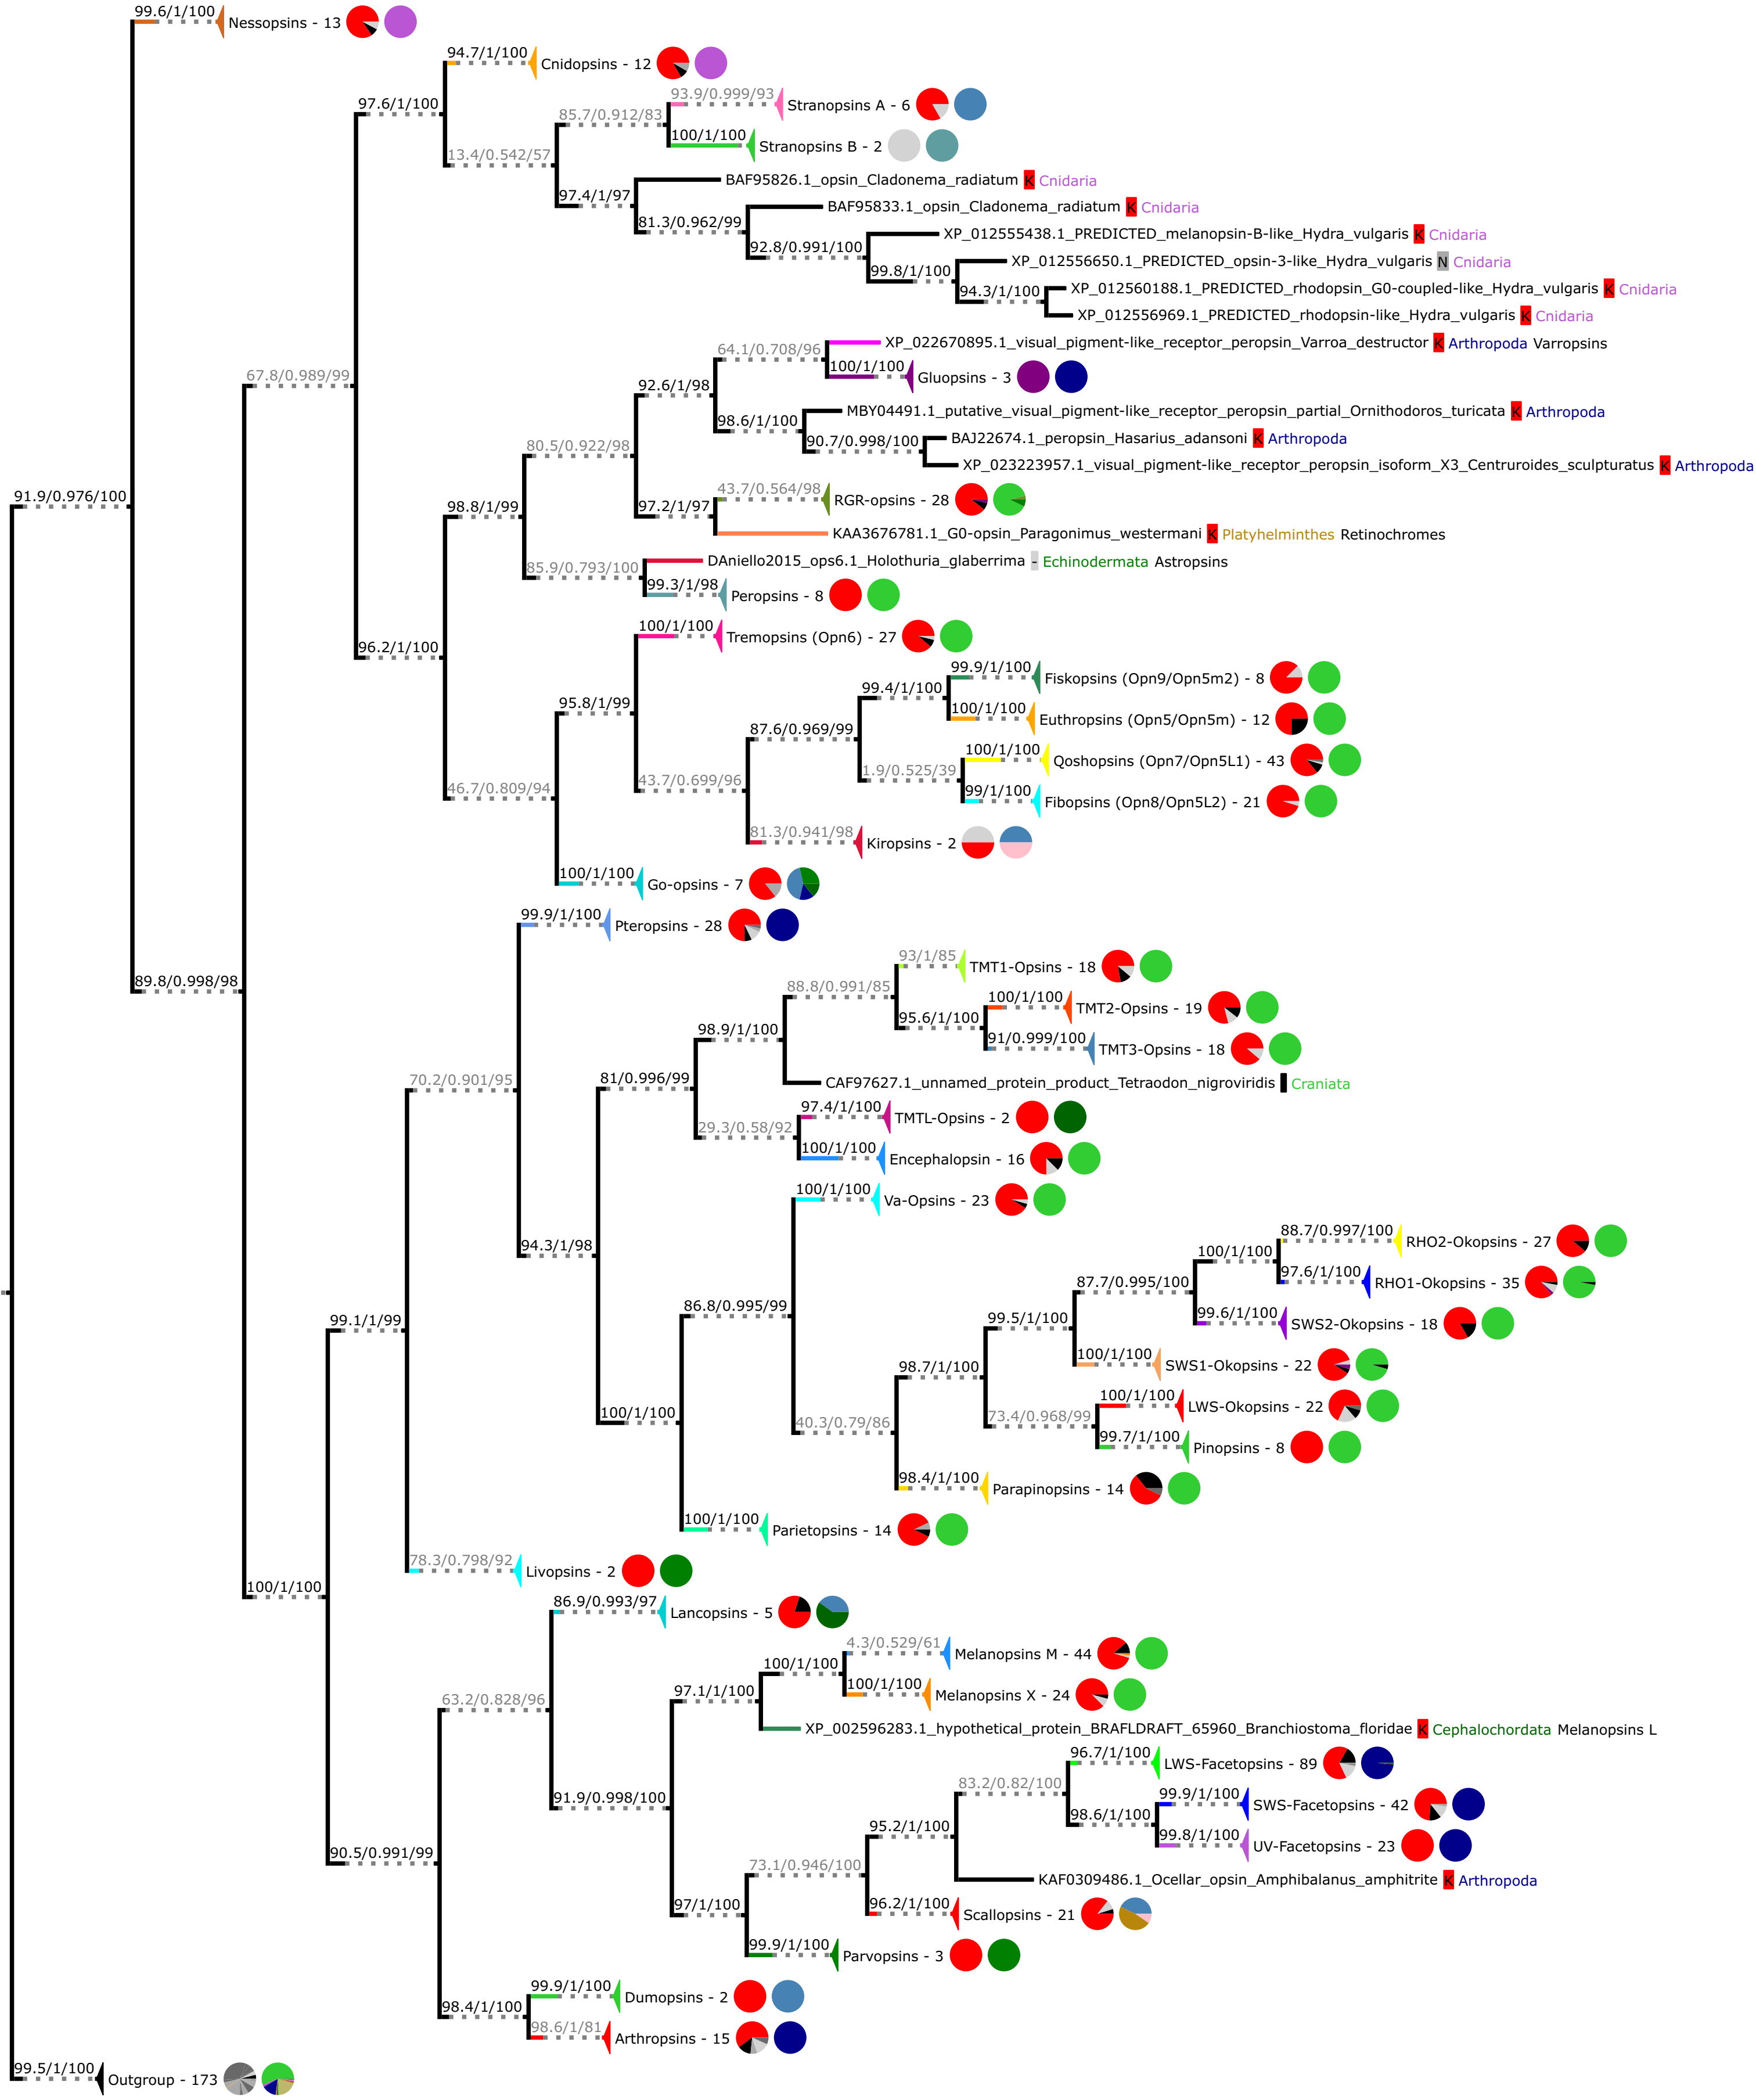 99.6/1/100
Nessopsins - 13
94.7/1/100
Cnidopsins - 12
97.6/1/100
93.9/0.999/93
Stranopsins A - 6
85.7/0.912/83
100/1/100
Stranopsins B - 2
13.4/0.542/57
BAF95826.1_opsin_Cladonema_radiatum K Cnidaria
97.4/1/97
BAF95833.1_opsin_Cladonema_radiatum K Cnidaria
81.3/0.962/99
XP_012555438.1_PREDICTED_melanopsin-B-like_Hydra_vulgaris K Cnidaria
92.8/0.991/100
XP_012556650.1_PREDICTED_opsin-3-like_Hydra_vulgaris N Cnidaria
99.8/1/100
XP_012560188.1_PREDICTED_rhodopsin_G0-coupled-like_Hydra_vulgaris K Cnidaria
94.3/1/100
XP_012556969.1_PREDICTED_rhodopsin-like_Hydra_vulgaris K Cnidaria
67.8/0.989/99
XP_022670895.1_visual_pigment-like_receptor_peropsin_Varroa_destructor K Arthropoda Varropsins
64.1/0.708/96
100/1/100
Gluopsins - 3
92.6/1/98
MBY04491.1_putative_visual_pigment-like_receptor_peropsin_partial_Ornithodoros_turicata K Arthropoda
98.6/1/100
BAJ22674.1_peropsin_Hasarius_adansoni K Arthropoda
90.7/0.998/100
XP_023223957.1_visual_pigment-like_receptor_peropsin_isoform_X3_Centruroides_sculpturatus K Arthropoda
80.5/0.922/98
43.7/0.564/98
RGR-opsins - 28
97.2/1/97
KAA3676781.1_G0-opsin_Paragonimus_westermani K Platyhelminthes Retinochromes
91.9/0.976/100
98.8/1/99
DAniello2015_ops6.1_Holothuria_glaberrima - Echinodermata Astropsins
85.9/0.793/100
99.3/1/98
Peropsins - 8
96.2/1/100
100/1/100
Tremopsins (Opn6) - 27
99.9/1/100
Fiskopsins (Opn9/Opn5m2) - 8
99.4/1/100
100/1/100
Euthropsins (Opn5/Opn5m) - 12
95.8/1/99
87.6/0.969/99
100/1/100
Qoshopsins (Opn7/Opn5L1) - 43
1.9/0.525/39
99/1/100
Fibopsins (Opn8/Opn5L2) - 21
43.7/0.699/96
46.7/0.809/94
81.3/0.941/98
Kiropsins - 2
100/1/100
Go-opsins - 7
99.9/1/100
Pteropsins - 28
89.8/0.998/98
93/1/85
TMT1-Opsins - 18
88.8/0.991/85
100/1/100
TMT2-Opsins - 19
95.6/1/100
98.9/1/100
91/0.999/100
TMT3-Opsins - 18
70.2/0.901/95
81/0.996/99
CAF97627.1_unnamed_protein_product_Tetraodon_nigroviridis Craniata
97.4/1/100
TMTL-Opsins - 2
29.3/0.58/92
100/1/100
Encephalopsin - 16
100/1/100
Va-Opsins - 23
94.3/1/98
88.7/0.997/100
RHO2-Okopsins - 27
100/1/100
97.6/1/100
RHO1-Okopsins - 35
87.7/0.995/100
99.6/1/100
SWS2-Okopsins - 18
86.8/0.995/99
99.5/1/100
99.1/1/99
100/1/100
SWS1-Okopsins - 22
98.7/1/100
100/1/100
LWS-Okopsins - 22
73.4/0.968/99
100/1/100
40.3/0.79/86
99.7/1/100
Pinopsins - 8
98.4/1/100
Parapinopsins - 14
100/1/100
Parietopsins - 14
78.3/0.798/92
Livopsins - 2
100/1/100
86.9/0.993/97
Lancopsins - 5
4.3/0.529/61
Melanopsins M - 44
100/1/100
100/1/100
Melanopsins X - 24
63.2/0.828/96
97.1/1/100
XP_002596283.1_hypothetical_protein_BRAFLDRAFT_65960_Branchiostoma_floridae K Cephalochordata Melanopsins L
96.7/1/100
LWS-Facetopsins - 89
83.2/0.82/100
99.9/1/100
SWS-Facetopsins - 42
91.9/0.998/100
98.6/1/100
95.2/1/100
99.8/1/100
UV-Facetopsins - 23
90.5/0.991/99
73.1/0.946/100
KAF0309486.1_Ocellar_opsin_Amphibalanus_amphitrite K Arthropoda
97/1/100
96.2/1/100
Scallopsins - 21
99.9/1/100
Parvopsins - 3
99.9/1/100
Dumopsins - 2
98.4/1/100
98.6/1/81
Arthropsins - 15
99.5/1/100
Outgroup - 173